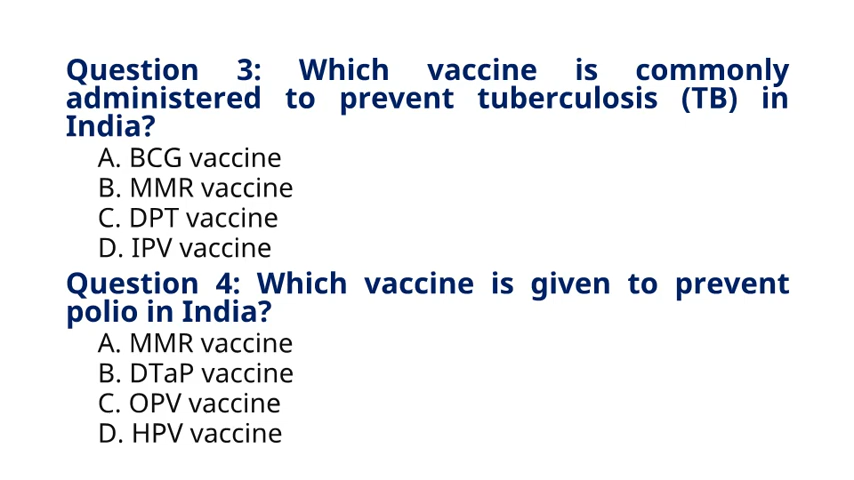 Question 3: Which vaccine is commonly
administered to prevent tuberculosis (TB) in
India?
A. BCG vaccine
B. MMR vaccine
C. DPT vaccine
D. IPV vaccine
Question 4: Which vaccine is given to prevent
polio in India?
A. MMR vaccine
B. DTaP vaccine
C. OPV vaccine
D. HPV vaccine